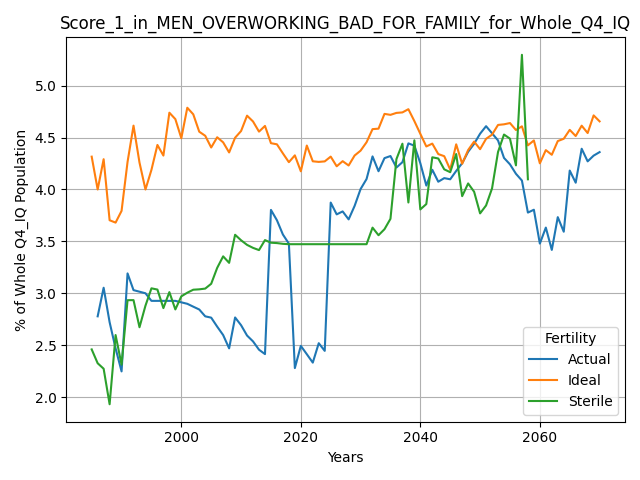 Score_1_in_MEN_OVERWORKING_BAD_FOR_FAMILY_for_Whole_Q4_IQ
% of Whole Q4_IQ Population
5.0
4.5
4.0
3.5
3.0
2.5
2.0
Fertility
Actual
Ideal
Sterile
2000
2020
2040
2060
Years